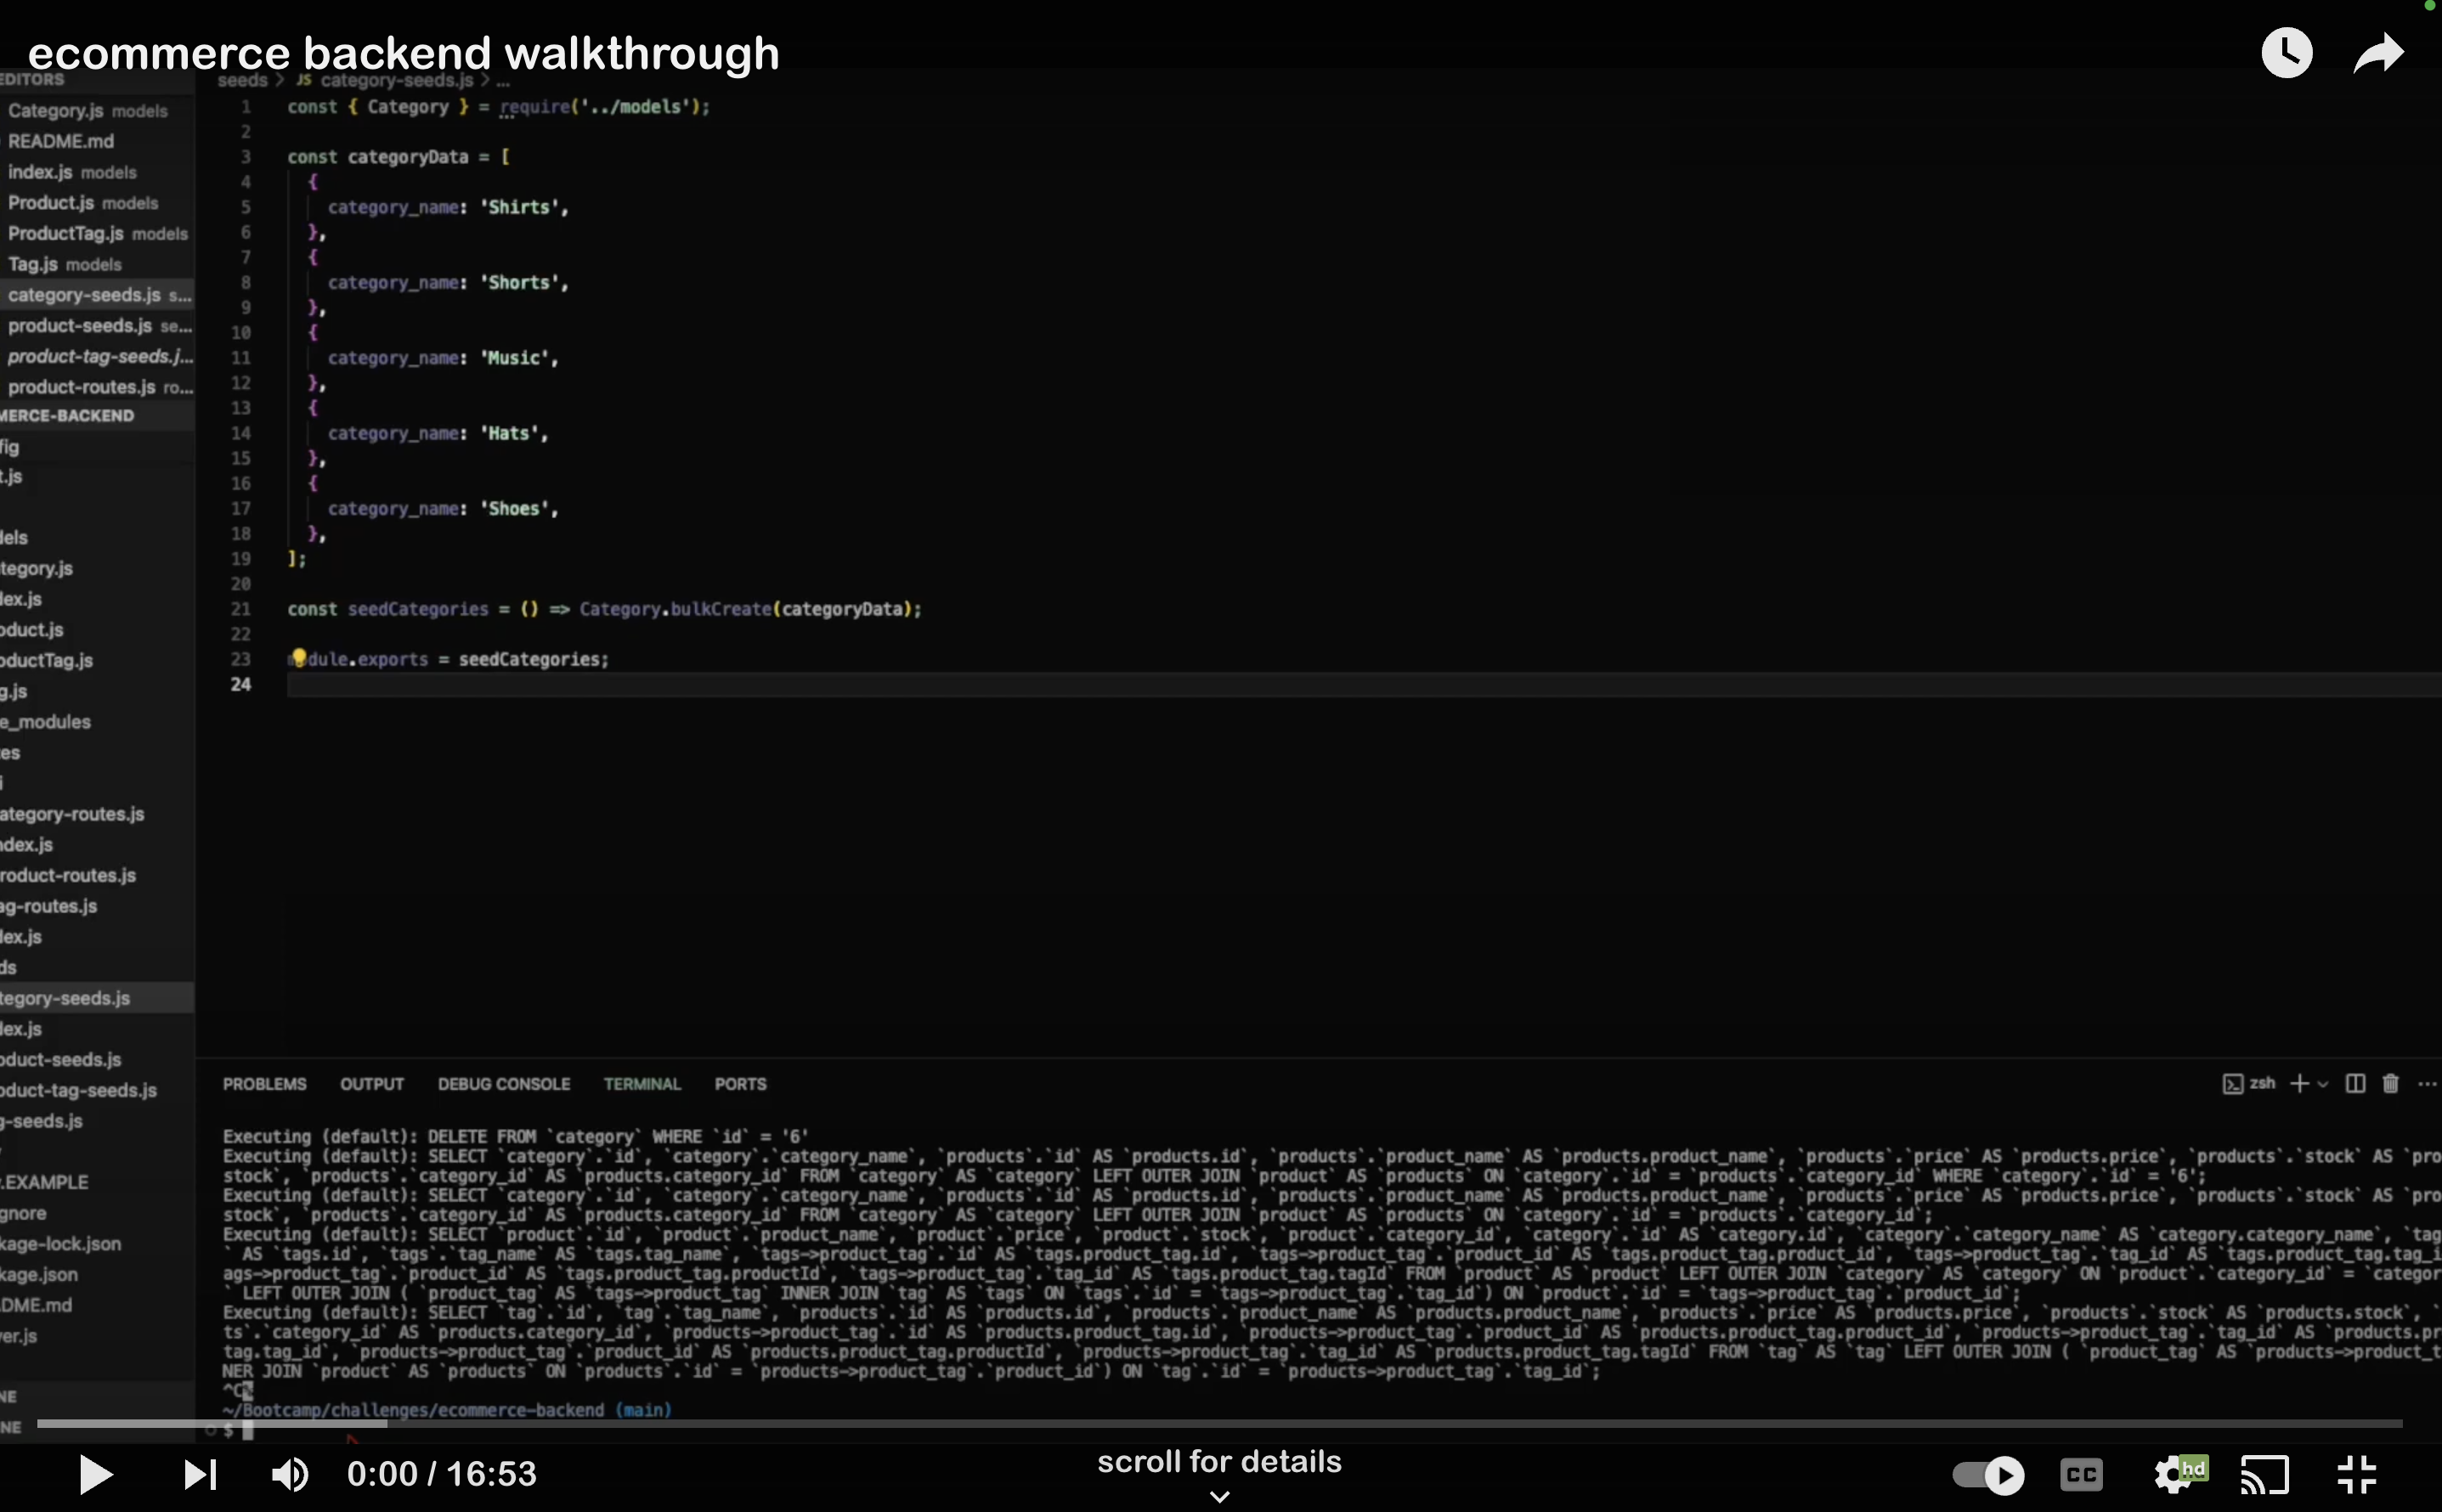 ecommerce backend walkthrough
EDITORS
Category.js models
README.md
index.js models
Product.js models
ProductTag.js models
Tag.js models
category-seeds.js s...
product-seeds.js se...
product-tag-seeds.j...
product-routes.js ro...
MERCE-BACKEND
fig
t.js
dels
tegory.js
lex.js
oduct.js
oductTag.js
g.js
e_modules
es
i
ategory-routes.js
ndex.js
roduct-routes.js
ag-routes.js
lex.js
ds
tegory-seeds.js
lex.js
oduct-seeds.js
oduct-tag-seeds.js
g-seeds.js
.EXAMPLE
gnore
kage-lock.json
kage.json
DME.md
er.js
NE
NE
seeds > JS category-seeds.js > ...
1 const { Category } = require('../models');
2
3 const categoryData = [
4 {
5 category_name: 'Shirts',
6 },
7 {
8 category_name: 'Shorts',
9 },
10 {
11 category_name: 'Music',
12 },
13 {
14 category_name: 'Hats',
15 },
16 {
17 category_name: 'Shoes',
18 },
19 ];
20
21 const seedCategories = () => Category.bulkCreate(categoryData);
22
23 module.exports = seedCategories;
24
PROBLEMS OUTPUT DEBUG CONSOLE TERMINAL PORTS
zsh
Executing (default): DELETE FROM `category` WHERE `id` = '6'
Executing (default): SELECT `category`.`id`, `category`.`category_name`, `products`.`id` AS `products.id`, `products`.`product_name` AS `products.product_name`, `products`.`price` AS `products.price`, `products`.`stock` AS `pro
stock`, `products`.`category_id` AS `products.category_id` FROM `category` AS `category` LEFT OUTER JOIN `product` AS `products` ON `category`.`id` = `products`.`category_id` WHERE `category`.`id` = '6';
Executing (default): SELECT `category`.`id`, `category`.`category_name`, `products`.`id` AS `products.id`, `products`.`product_name` AS `products.product_name`, `products`.`price` AS `products.price`, `products`.`stock` AS `pro
stock`, `products`.`category_id` AS `products.category_id` FROM `category` AS `category` LEFT OUTER JOIN `product` AS `products` ON `category`.`id` = `products`.`category_id`;
Executing (default): SELECT `product`.`id`, `product`.`product_name`, `product`.`price`, `product`.`stock`, `product`.`category_id`, `category`.`id` AS `category.id`, `category`.`category_name` AS `category.category_name`, `tag
` AS `tags.id`, `tags`.`tag_name` AS `tags.tag_name`, `tags->product_tag`.`id` AS `tags.product_tag.id`, `tags->product_tag`.`product_id` AS `tags.product_tag.product_id`, `tags->product_tag`.`tag_id` AS `tags.product_tag.tag_i
ags->product_tag`.`product_id` AS `tags.product_tag.productId`, `tags->product_tag`.`tag_id` AS `tags.product_tag.tagId` FROM `product` AS `product` LEFT OUTER JOIN `category` AS `category` ON `product`.`category_id` = `categor
` LEFT OUTER JOIN ( `product_tag` AS `tags->product_tag` INNER JOIN `tag` AS `tags` ON `tags`.`id` = `tags->product_tag`.`tag_id`) ON `product`.`id` = `tags->product_tag`.`product_id`;
Executing (default): SELECT `tag`.`id`, `tag`.`tag_name`, `products`.`id` AS `products.id`, `products`.`product_name` AS `products.product_name`, `products`.`price` AS `products.price`, `products`.`stock` AS `products.stock`, `
ts`.`category_id` AS `products.category_id`, `products->product_tag`.`id` AS `products.product_tag.id`, `products->product_tag`.`product_id` AS `products.product_tag.product_id`, `products->product_tag`.`tag_id` AS `products.pr
tag.tag_id`, `products->product_tag`.`product_id` AS `products.product_tag.productId`, `products->product_tag`.`tag_id` AS `products.product_tag.tagId` FROM `tag` AS `tag` LEFT OUTER JOIN ( `product_tag` AS `products->product_t
NER JOIN `product` AS `products` ON `products`.`id` = `products->product_tag`.`product_id`) ON `tag`.`id` = `products->product_tag`.`tag_id`;
^C%
~/Bootcamp/challenges/ecommerce-backend (main)
$
0:00 / 16:53
scroll for details
CC
hd